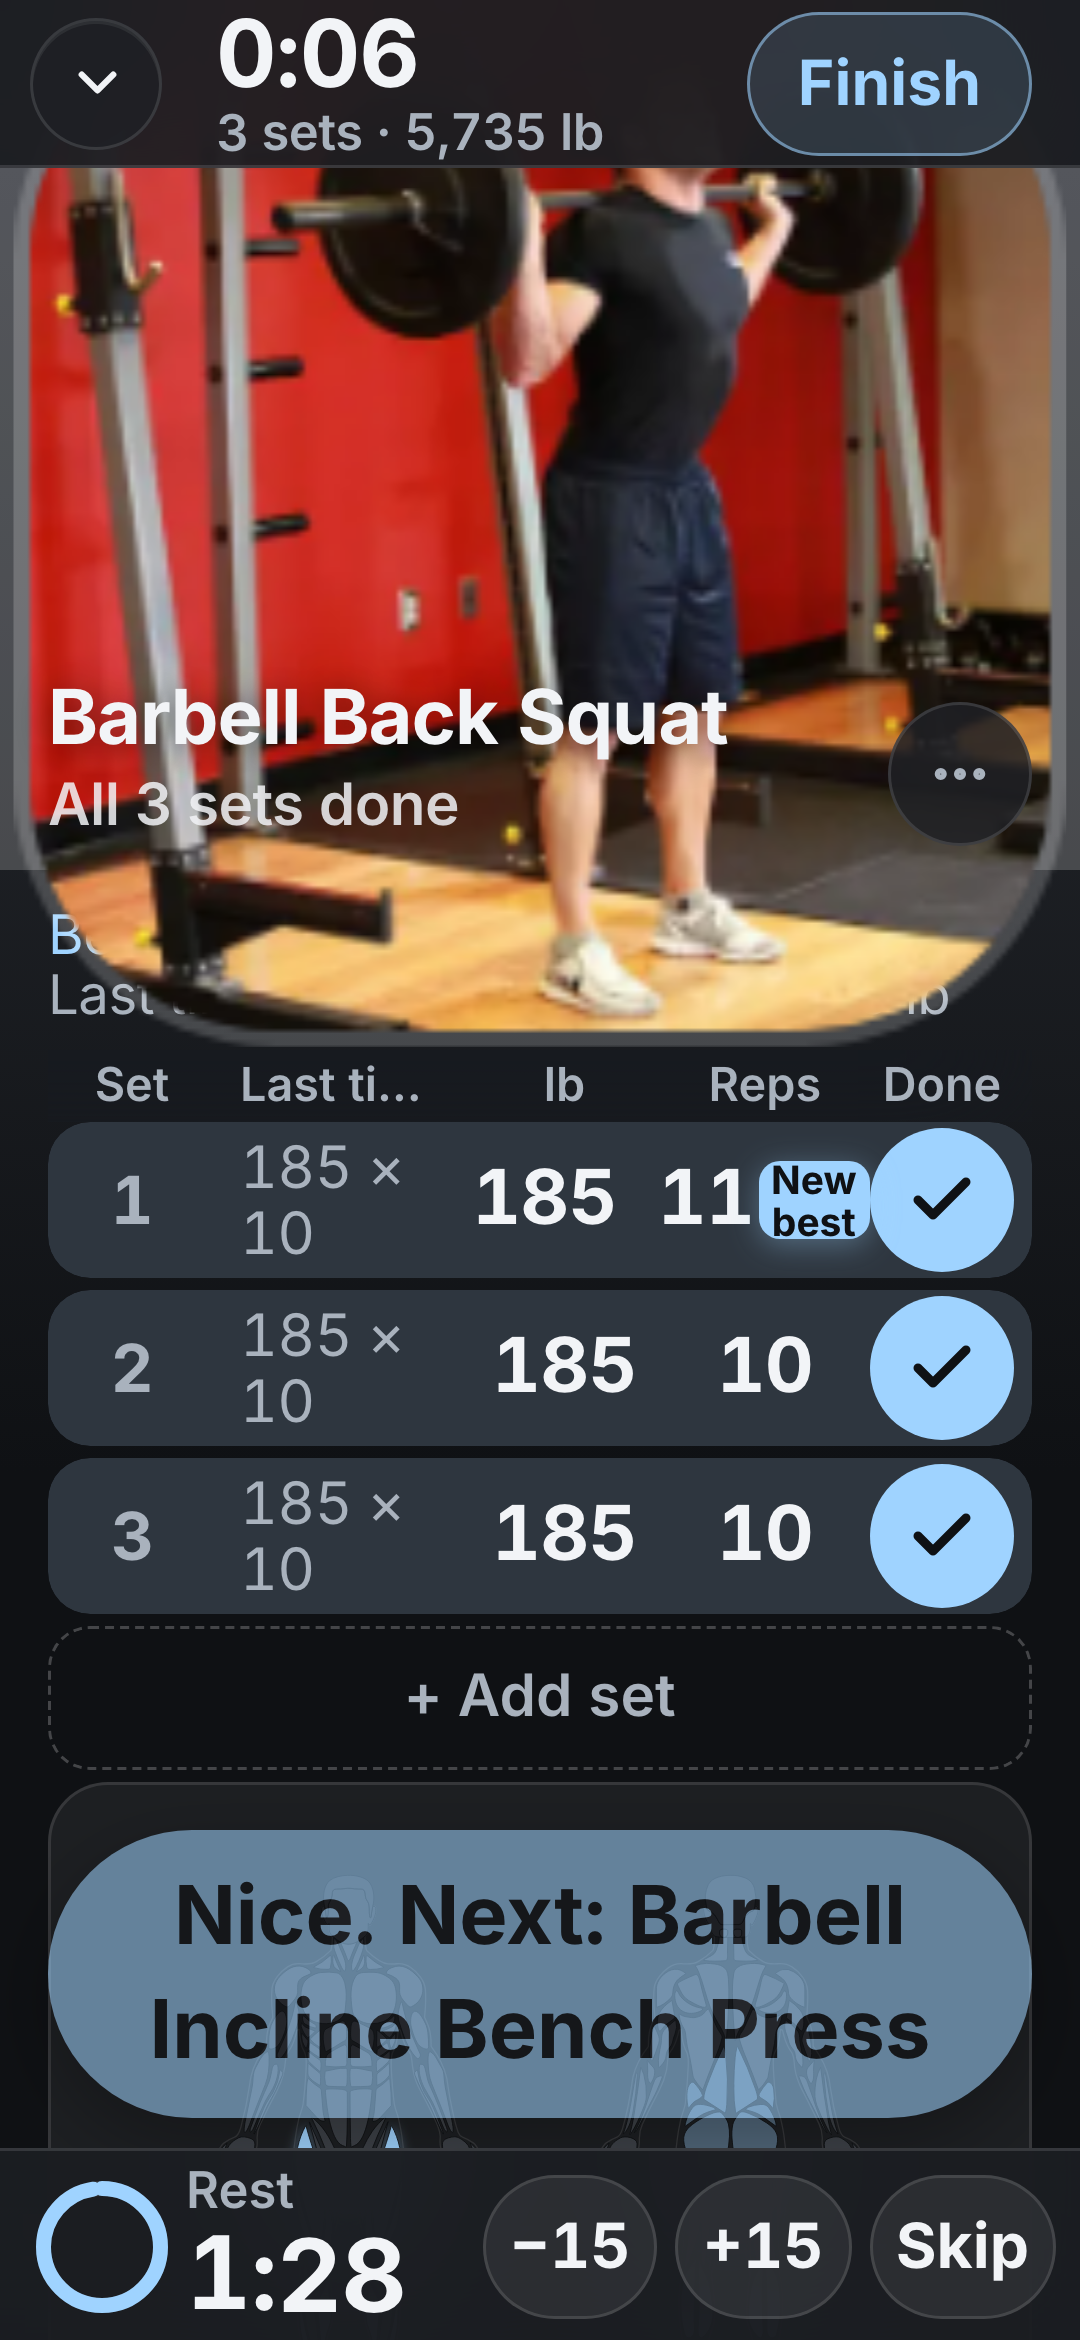 0:06
3 sets · 5,735 lb
Finish
Barbell Back Squat
All 3 sets done
lb
Set Last ti... lb Reps Done
1 185 × 10 185 11 New best
2 185 × 10 185 10
3 185 × 10 185 10
+ Add set
Nice. Next: Barbell
Incline Bench Press
Rest
1:28
−15 +15 Skip